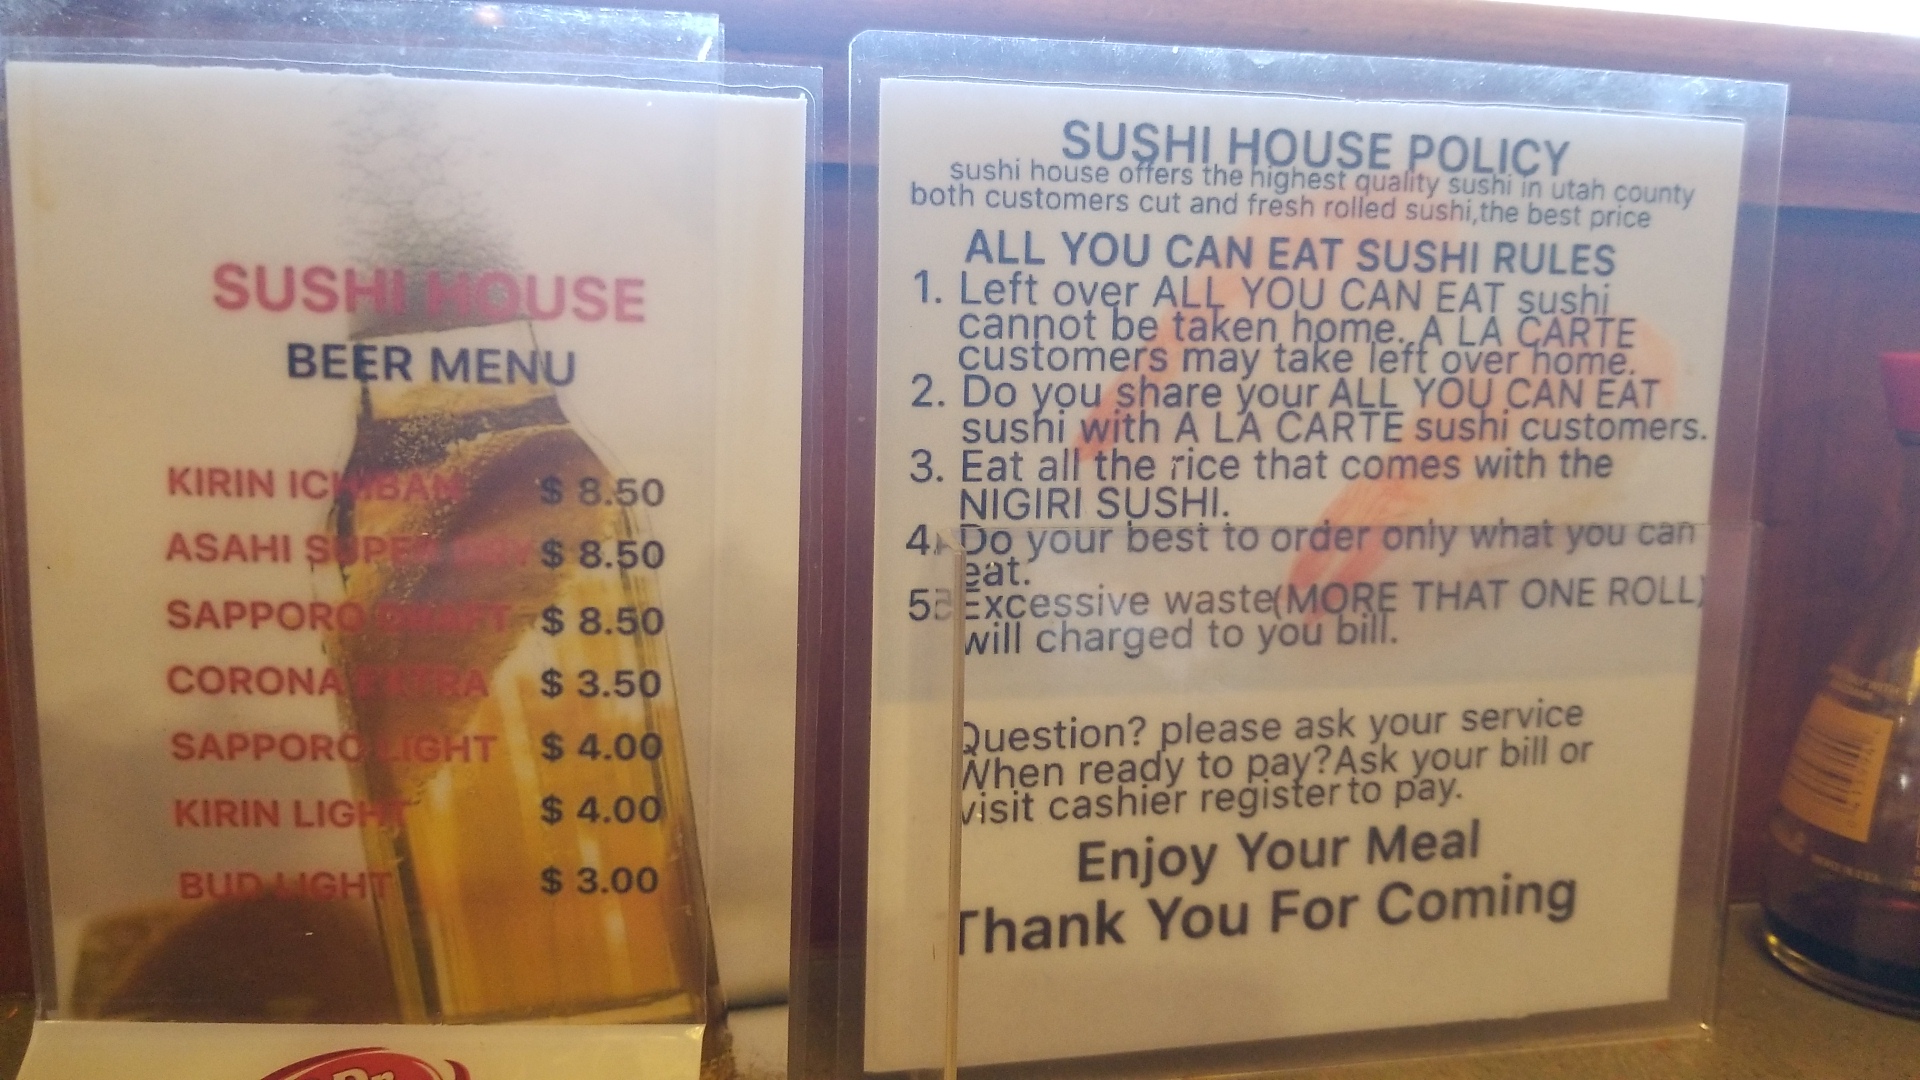 SUSHI HOUSE
BEER MENU
KIRIN ICHIBAN $ 8.50
ASAHI SUPER DRY $ 8.50
SAPPORO DRAFT $ 8.50
CORONA EXTRA $ 3.50
SAPPORO LIGHT $ 4.00
KIRIN LIGHT $ 4.00
BUD LIGHT $ 3.00
Dr
SUSHI HOUSE POLICY
sushi house offers the highest quality sushi in utah county
both customers cut and fresh rolled sushi,the best price
ALL YOU CAN EAT SUSHI RULES
1. Left over ALL YOU CAN EAT sushi
cannot be taken home. A LA CARTE
customers may take left over home.
2. Do you share your ALL YOU CAN EAT
sushi with A LA CARTE sushi customers.
3. Eat all the rice that comes with the
NIGIRI SUSHI.
4. Do your best to order only what you can
eat.
5. Excessive waste(MORE THAT ONE ROLL)
will charged to you bill.
Question? please ask your service
When ready to pay?Ask your bill or
visit cashier register to pay.
Enjoy Your Meal
Thank You For Coming